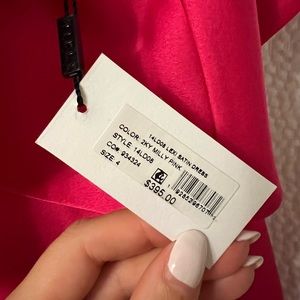 14LD08 LEXI SATIN DRESS
COLOR: 2KY MILLY PINK
STYLE: 14LD08
CO#: 934324
SIZE: 4
$395.00